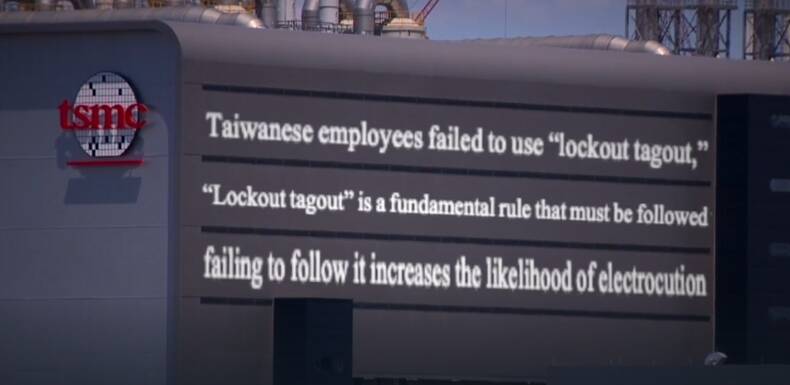 tsmc
Taiwanese employees failed to use “lockout tagout,”
“Lockout tagout” is a fundamental rule that must be followed
failing to follow it increases the likelihood of electrocution